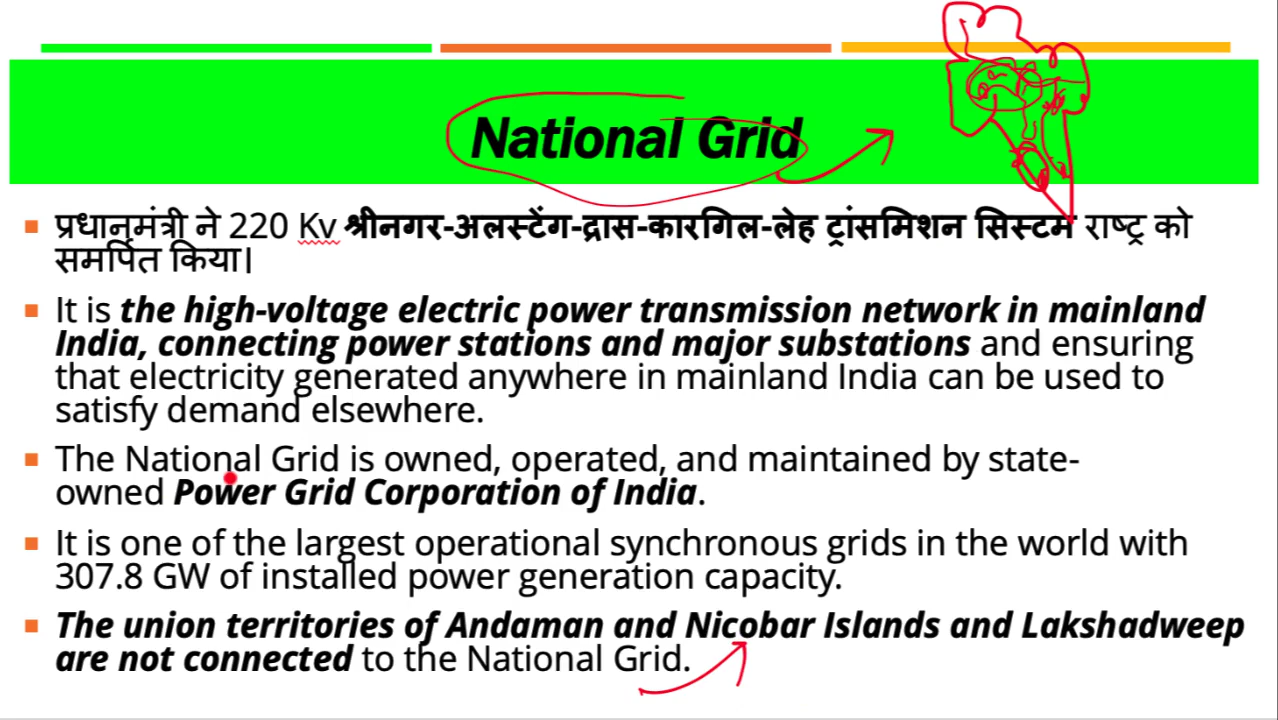 National Grid
प्रधानमंत्री ने 220 Kv श्रीनगर-अलस्टेंग-द्रास-कारगिल-लेह ट्रांसमिशन सिस्टम राष्ट्र को
समर्पित किया।
It is the high-voltage electric power transmission network in mainland
India, connecting power stations and major substations and ensuring
that electricity generated anywhere in mainland India can be used to
satisfy demand elsewhere.
The National Grid is owned, operated, and maintained by state-
owned Power Grid Corporation of India.
It is one of the largest operational synchronous grids in the world with
307.8 GW of installed power generation capacity.
The union territories of Andaman and Nicobar Islands and Lakshadweep
are not connected to the National Grid.